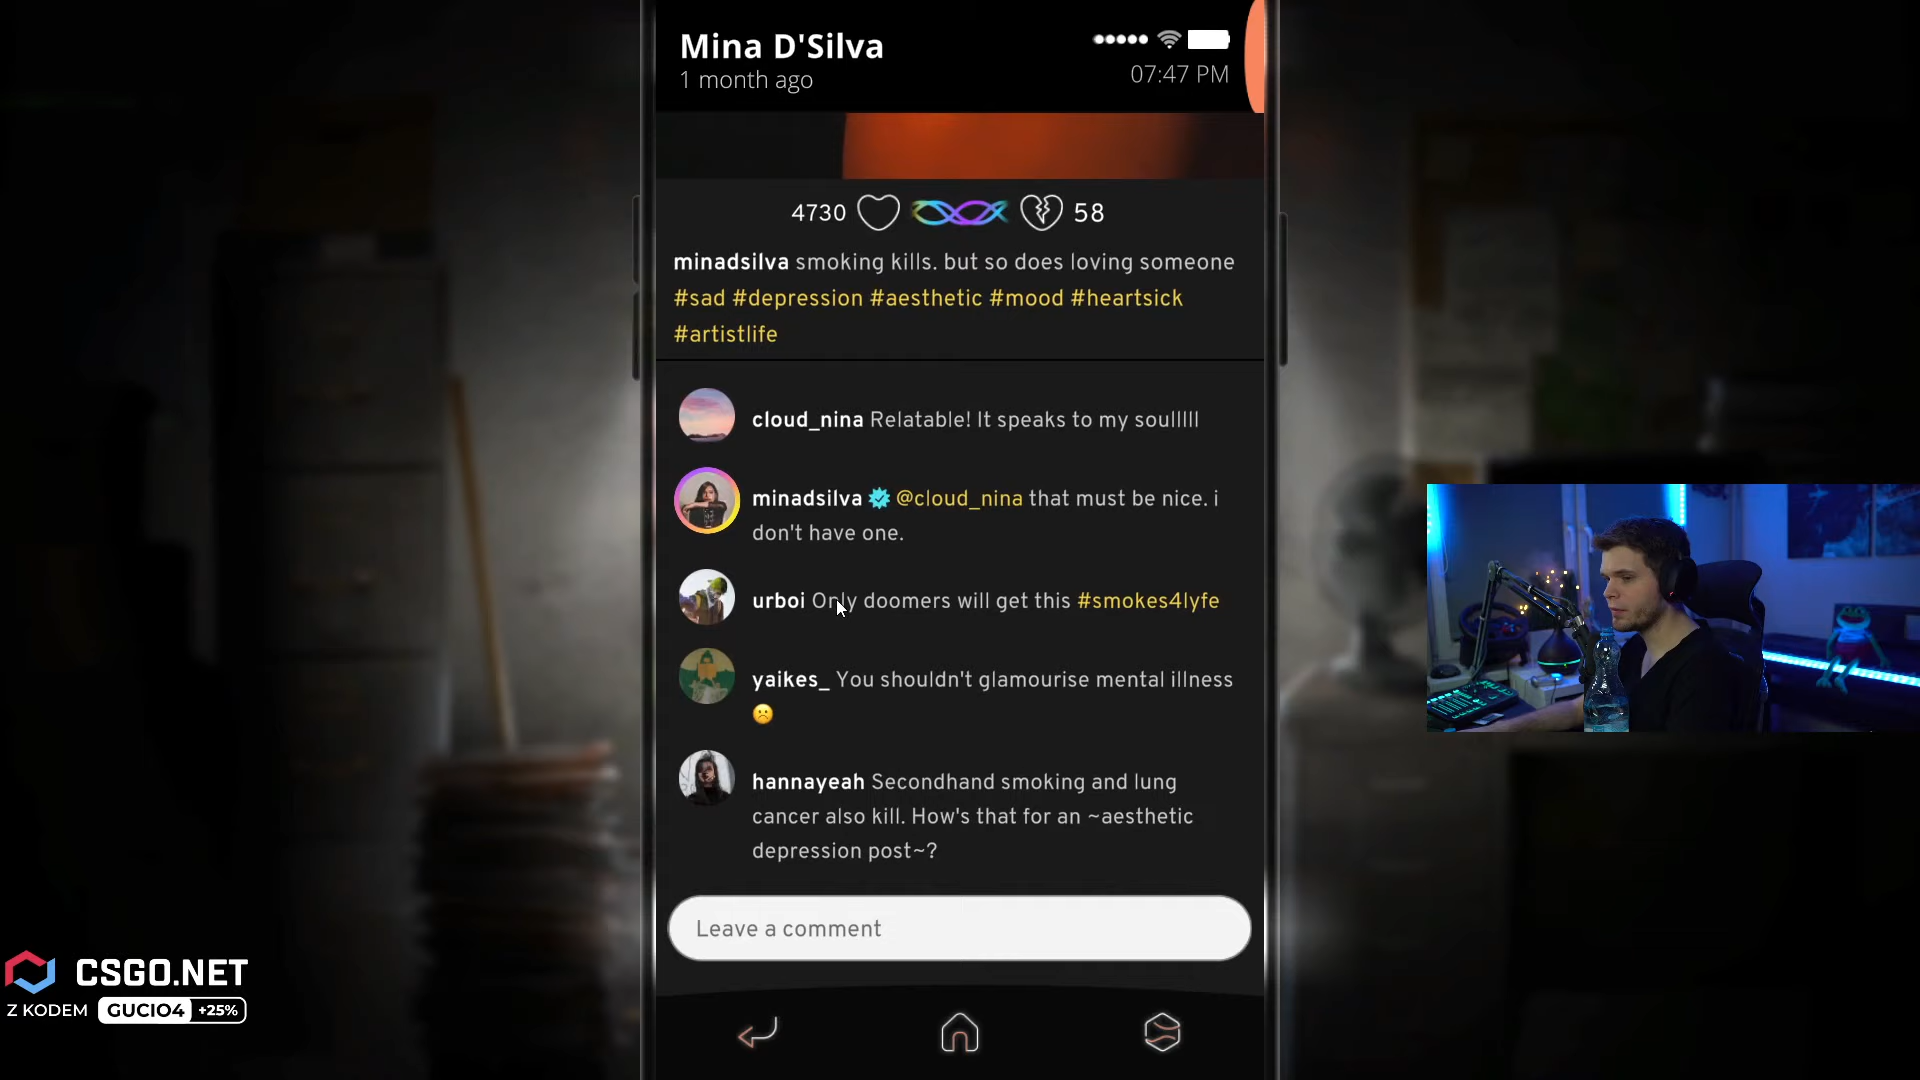 Mina D'Silva
1 month ago
07:47 PM
4730
58
minadsilva smoking kills. but so does loving someone
#sad #depression #aesthetic #mood #heartsick
#artistlife
cloud_nina Relatable! It speaks to my soulllll
minadsilva @cloud_nina that must be nice. i
don't have one.
urboi Only doomers will get this #smokes4lyfe
yaikes_ You shouldn't glamourise mental illness
☹️
hannayeah Secondhand smoking and lung
cancer also kill. How's that for an ~aesthetic
depression post~?
Leave a comment
CSGO.NET
Z KODEM GUCIO4 +25%